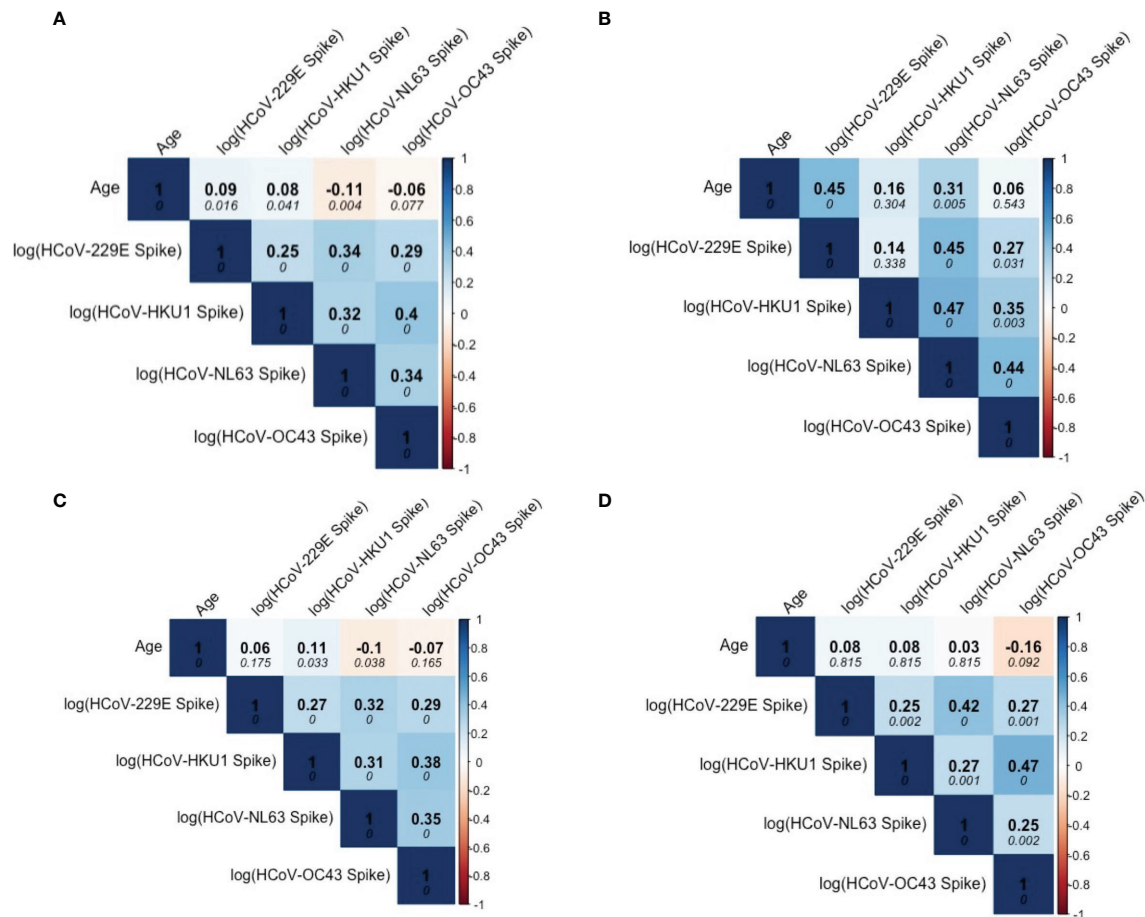 A
Age
log(HCoV-229E Spike)
log(HCoV-HKU1 Spike)
log(HCoV-NL63 Spike)
log(HCoV-OC43 Spike)
Age 1 0.09 0.08 -0.11 -0.06 1
0 0.016 0.041 0.004 0.077 0.8
log(HCoV-229E Spike) 1 0.25 0.34 0.29 0.6
0 0 0 0 0.4
0.2
log(HCoV-HKU1 Spike) 1 0.32 0.4 0
0 0 0 -0.2
log(HCoV-NL63 Spike) 1 0.34 -0.4
0 0 -0.6
log(HCoV-OC43 Spike) 1 -0.8
0 -1
B
Age
log(HCoV-229E Spike)
log(HCoV-HKU1 Spike)
log(HCoV-NL63 Spike)
log(HCoV-OC43 Spike)
Age 1 0.45 0.16 0.31 0.06 1
0 0 0.304 0.005 0.543 0.8
log(HCoV-229E Spike) 1 0.14 0.45 0.27 0.6
0 0.338 0 0.031 0.4
0.2
log(HCoV-HKU1 Spike) 1 0.47 0.35 0
0 0 0.003 -0.2
log(HCoV-NL63 Spike) 1 0.44 -0.4
0 0 -0.6
log(HCoV-OC43 Spike) 1 -0.8
0 -1
C
Age
log(HCoV-229E Spike)
log(HCoV-HKU1 Spike)
log(HCoV-NL63 Spike)
log(HCoV-OC43 Spike)
Age 1 0.06 0.11 -0.1 -0.07 1
0 0.175 0.033 0.038 0.165 0.8
log(HCoV-229E Spike) 1 0.27 0.32 0.29 0.6
0 0 0 0 0.4
0.2
log(HCoV-HKU1 Spike) 1 0.31 0.38 0
0 0 0 -0.2
log(HCoV-NL63 Spike) 1 0.35 -0.4
0 0 -0.6
log(HCoV-OC43 Spike) 1 -0.8
0 -1
D
Age
log(HCoV-229E Spike)
log(HCoV-HKU1 Spike)
log(HCoV-NL63 Spike)
log(HCoV-OC43 Spike)
Age 1 0.08 0.08 0.03 -0.16 1
0 0.815 0.815 0.815 0.092 0.8
log(HCoV-229E Spike) 1 0.25 0.42 0.27 0.6
0 0.002 0 0.001 0.4
0.2
log(HCoV-HKU1 Spike) 1 0.27 0.47 0
0 0.001 0 -0.2
log(HCoV-NL63 Spike) 1 0.25 -0.4
0 0.002 -0.6
log(HCoV-OC43 Spike) 1 -0.8
0 -1